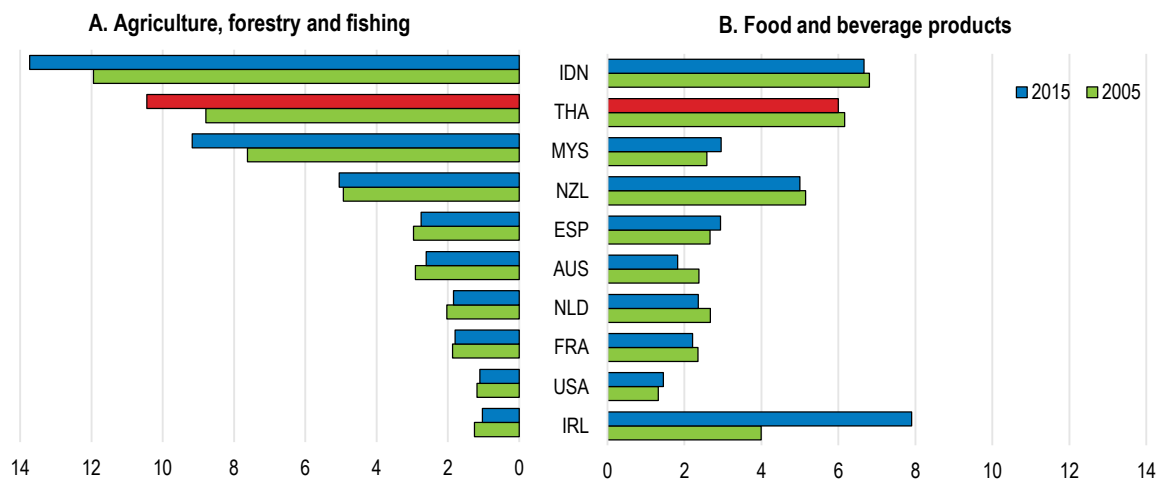 A. Agriculture, forestry and fishing
B. Food and beverage products
2015 2005
IDN
THA
MYS
NZL
ESP
AUS
NLD
FRA
USA
IRL
14 12 10 8 6 4 2 0
0 2 4 6 8 10 12 14